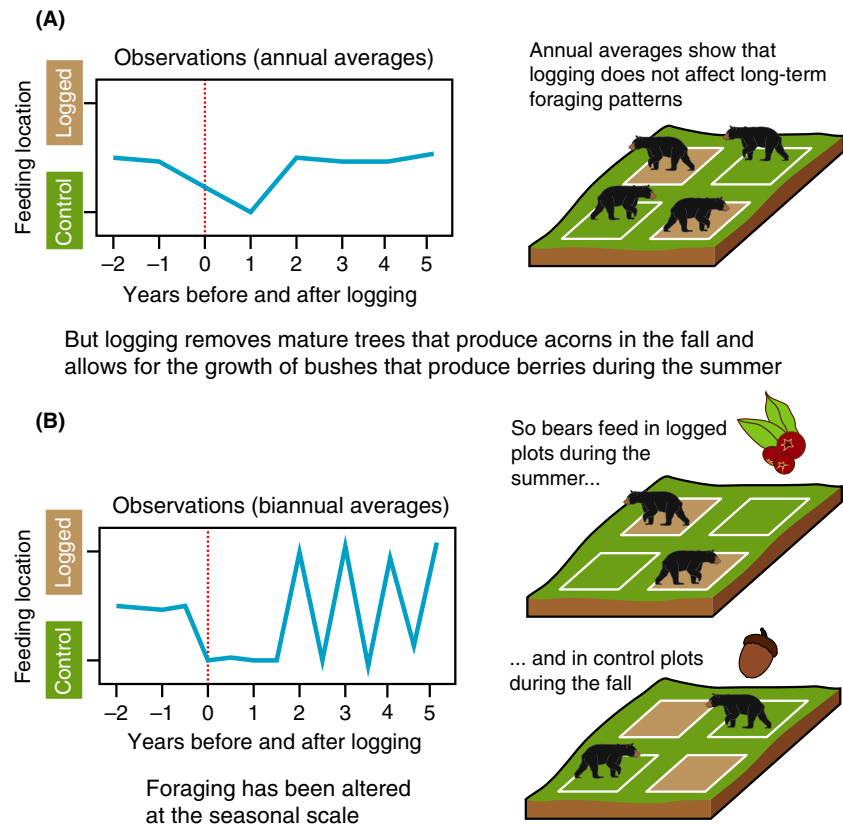 (A)
Observations (annual averages)
Feeding location
Logged
Control
−2 −1 0 1 2 3 4 5
Years before and after logging
Annual averages show that
logging does not affect long-term
foraging patterns
But logging removes mature trees that produce acorns in the fall and
allows for the growth of bushes that produce berries during the summer
(B)
Observations (biannual averages)
Feeding location
Logged
Control
−2 −1 0 1 2 3 4 5
Years before and after logging
Foraging has been altered
at the seasonal scale
So bears feed in logged
plots during the
summer...
... and in control plots
during the fall